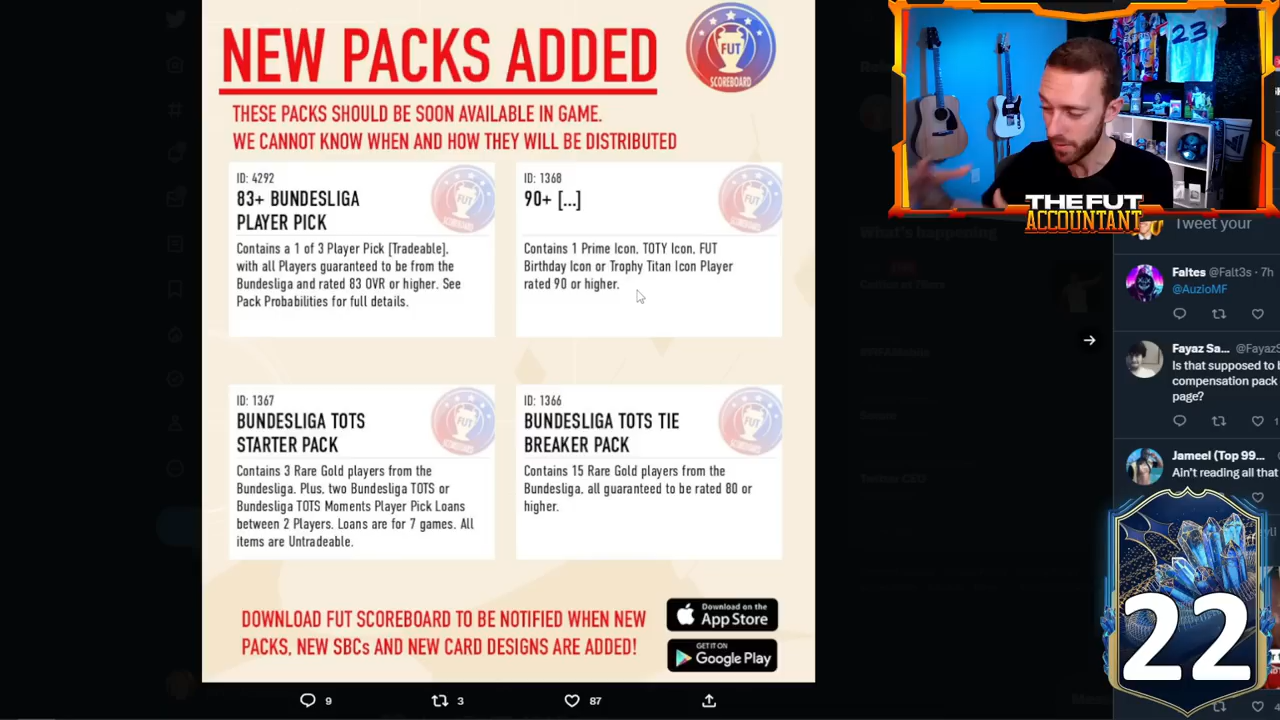 NEW PACKS ADDED
FUT
SCOREBOARD
THESE PACKS SHOULD BE SOON AVAILABLE IN GAME.
WE CANNOT KNOW WHEN AND HOW THEY WILL BE DISTRIBUTED
ID: 4292
83+ BUNDESLIGA
PLAYER PICK
FUT
Contains a 1 of 3 Player Pick [Tradeable],
with all Players guaranteed to be from the
Bundesliga and rated 83 OVR or higher. See
Pack Probabilities for full details.
ID: 1368
90+ [...]
FUT
Contains 1 Prime Icon, TOTY Icon, FUT
Birthday Icon or Trophy Titan Icon Player
rated 90 or higher.
ID: 1367
BUNDESLIGA TOTS
STARTER PACK
FUT
Contains 3 Rare Gold players from the
Bundesliga. Plus, two Bundesliga TOTS or
Bundesliga TOTS Moments Player Pick Loans
between 2 Players. Loans are for 7 games. All
items are Untradeable.
ID: 1366
BUNDESLIGA TOTS TIE
BREAKER PACK
FUT
Contains 15 Rare Gold players from the
Bundesliga, all guaranteed to be rated 80 or
higher.
DOWNLOAD FUT SCOREBOARD TO BE NOTIFIED WHEN NEW
PACKS, NEW SBCs AND NEW CARD DESIGNS ARE ADDED!
Download on the
App Store
GET IT ON
Google Play
9
3
87
23
THE FUT
ACCOUNTANT
What's happening
Tweet your
Faltes @Falt3s · 7h
@AuzioMF
Fayaz Sa... @FayazS
Is that supposed to b
compensation pack
page?
1
Jameel (Top 99...
Ain't reading all that
22